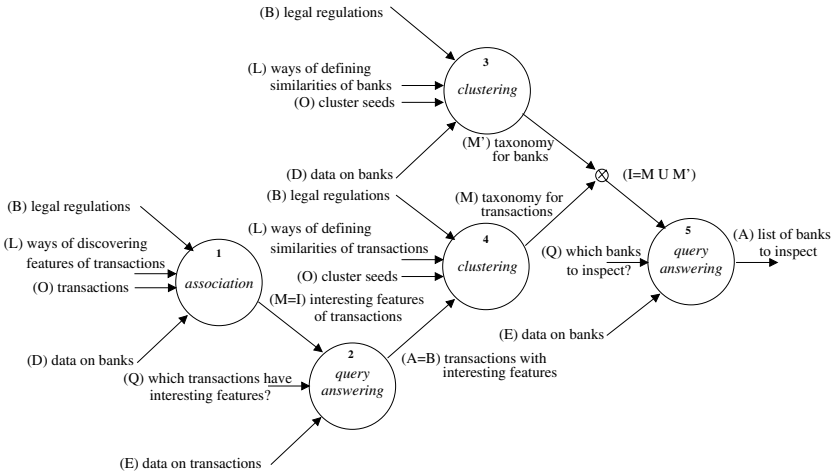 (B) legal regulations
(L) ways of defining
similarities of banks
(O) cluster seeds
(D) data on banks
3
clustering
(M’) taxonomy
for banks
(I=M U M’)
(B) legal regulations
(L) ways of defining
similarities of transactions
(O) cluster seeds
4
clustering
(M) taxonomy for
transactions
(B) legal regulations
(L) ways of discovering
features of transactions
(O) transactions
(D) data on banks
1
association
(M=I) interesting features
of transactions
(Q) which transactions have
interesting features?
(E) data on transactions
2
query
answering
(A=B) transactions with
interesting features
(Q) which banks
to inspect?
(E) data on banks
5
query
answering
(A) list of banks
to inspect